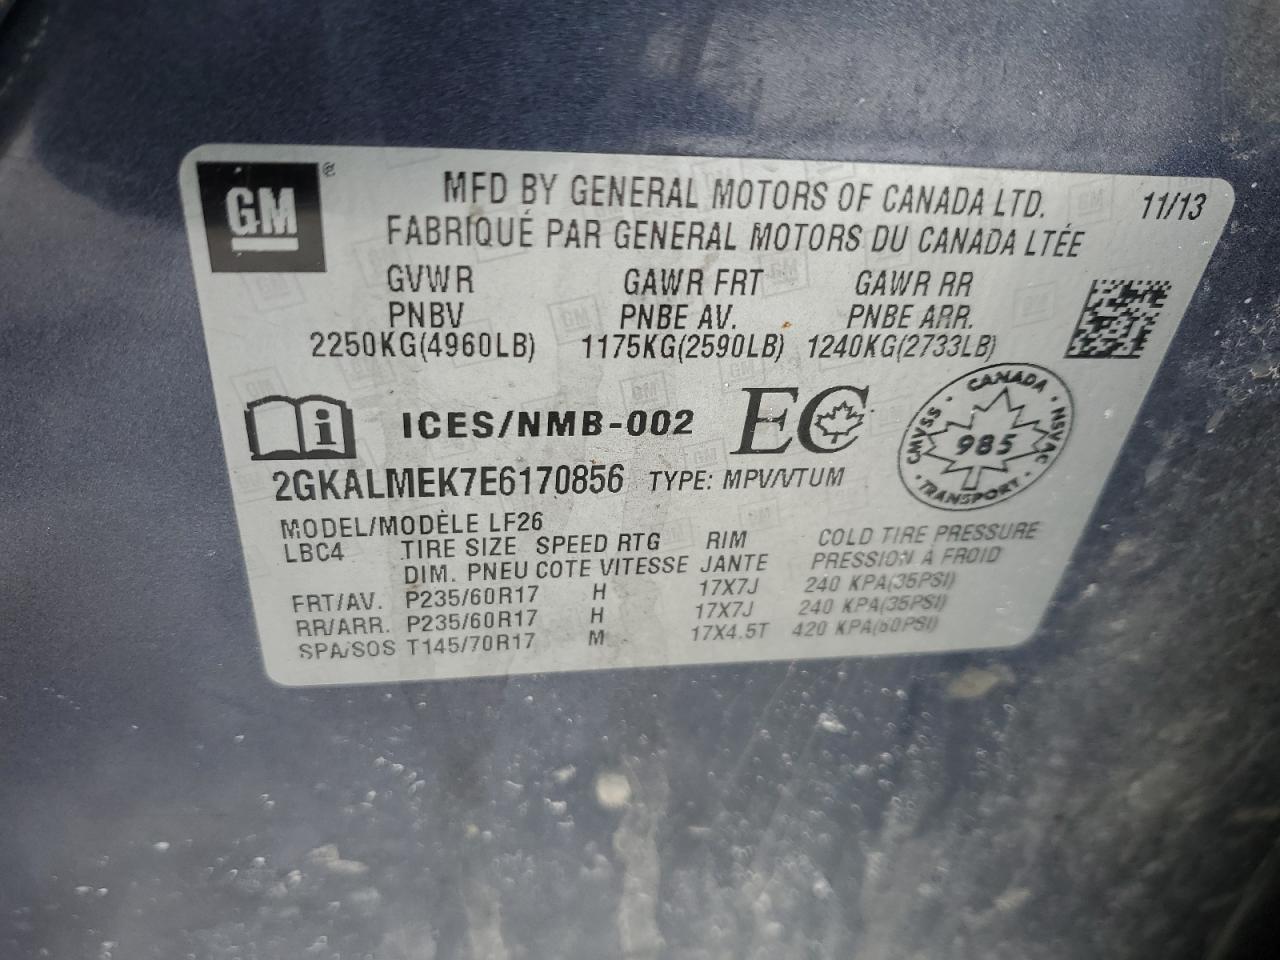 GM ®
MFD BY GENERAL MOTORS OF CANADA LTD. 11/13
FABRIQUÉ PAR GENERAL MOTORS DU CANADA LTÉE
GVWR GAWR FRT GAWR RR
PNBV PNBE AV. PNBE ARR.
2250KG(4960LB) 1175KG(2590LB) 1240KG(2733LB)
i ICES/NMB-002 EC
CANADA
CMVSS 985 NSVAC
TRANSPORT
2GKALMEK7E6170856 TYPE: MPV/VTUM
MODEL/MODÈLE LF26
LBC4 TIRE SIZE SPEED RTG RIM COLD TIRE PRESSURE
DIM. PNEU COTE VITESSE JANTE PRESSION À FROID
FRT/AV. P235/60R17 H 17X7J 240 KPA(35PSI)
RR/ARR. P235/60R17 H 17X7J 240 KPA(35PSI)
SPA/SOS T145/70R17 M 17X4.5T 420 KPA(60PSI)